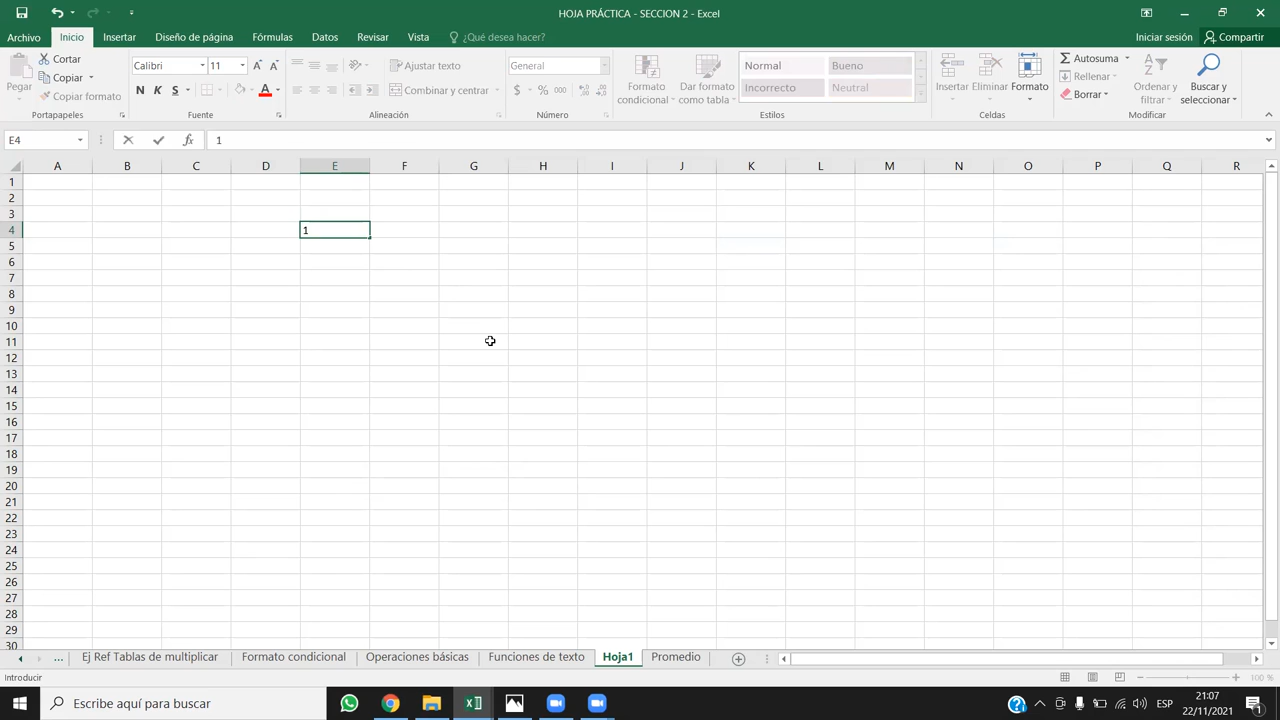 HOJA PRÁCTICA - SECCION 2 - Excel
Archivo Inicio Insertar Diseño de página Fórmulas Datos Revisar Vista ¿Qué desea hacer? Iniciar sesión Compartir
Pegar
Cortar
Copiar
Copiar formato
Portapapeles
Calibri 11
N K S A
Fuente
Ajustar texto
Combinar y centrar
Alineación
General
$ % 000
Número
Formato condicional
Dar formato como tabla
Normal Bueno
Incorrecto Neutral
Estilos
Insertar Eliminar Formato
Celdas
Autosuma
Rellenar
Borrar
Ordenar y filtrar
Buscar y seleccionar
Modificar
E4 fx 1
A B C D E F G H I J K L M N O P Q R
1
2
3
4 1
5
6
7
8
9
10
11
12
13
14
15
16
17
18
19
20
21
22
23
24
25
26
27
28
29
30
... Ej Ref Tablas de multiplicar Formato condicional Operaciones básicas Funciones de texto Hoja1 Promedio
Introducir 100 %
Escribe aquí para buscar ESP 21:07
22/11/2021 1